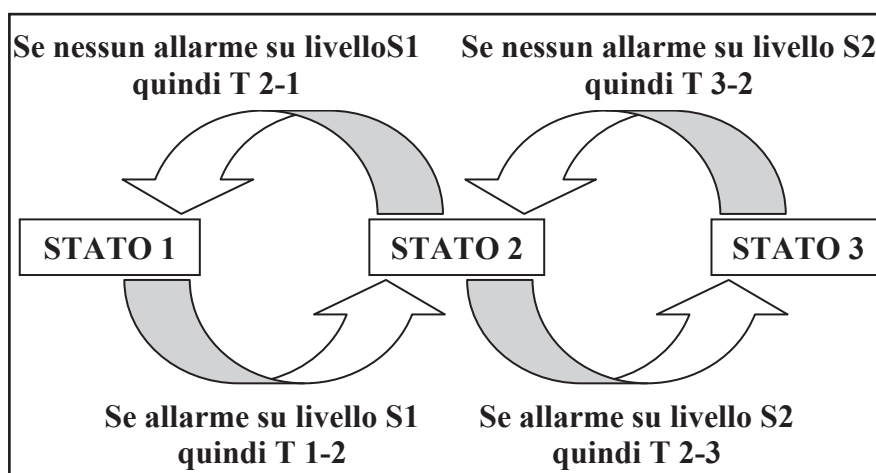 Se nessun allarme su livelloS1
quindi T 2-1
Se nessun allarme su livello S2
quindi T 3-2
STATO 1
STATO 2
STATO 3
Se allarme su livello S1
quindi T 1-2
Se allarme su livello S2
quindi T 2-3